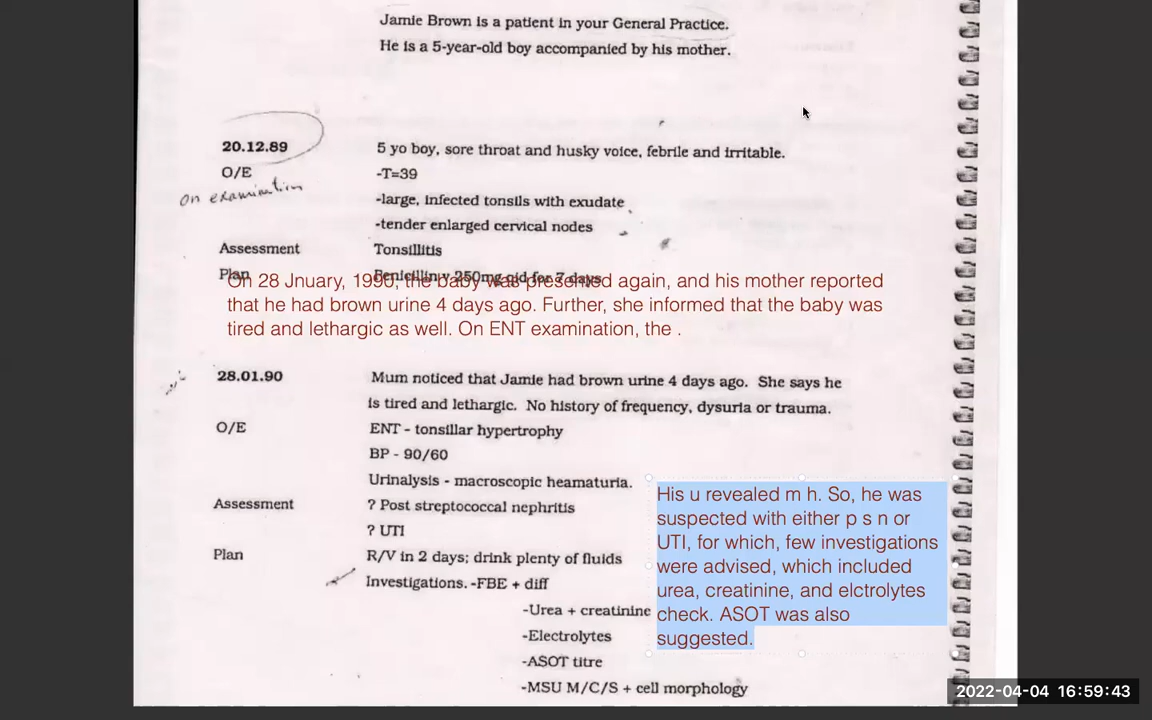 Jamie Brown is a patient in your General Practice.
He is a 5-year-old boy accompanied by his mother.
20.12.89 5 yo boy, sore throat and husky voice, febrile and irritable.
O/E -T=39
on examination
-large, infected tonsils with exudate
-tender enlarged cervical nodes
Assessment Tonsillitis
Plan Penicillin v 250mg qid for 7 days
On 28 Jnuary, 1990, the baby was presented again, and his mother reported
that he had brown urine 4 days ago. Further, she informed that the baby was
tired and lethargic as well. On ENT examination, the .
28.01.90 Mum noticed that Jamie had brown urine 4 days ago. She says he
is tired and lethargic. No history of frequency, dysuria or trauma.
O/E ENT - tonsillar hypertrophy
BP - 90/60
Urinalysis - macroscopic heamaturia.
Assessment ? Post streptococcal nephritis
? UTI
Plan R/V in 2 days; drink plenty of fluids
Investigations. -FBE + diff
-Urea + creatinine
-Electrolytes
-ASOT titre
-MSU M/C/S + cell morphology
His u revealed m h. So, he was
suspected with either p s n or
UTI, for which, few investigations
were advised, which included
urea, creatinine, and elctrolytes
check. ASOT was also
suggested.
2022-04-04 16:59:43